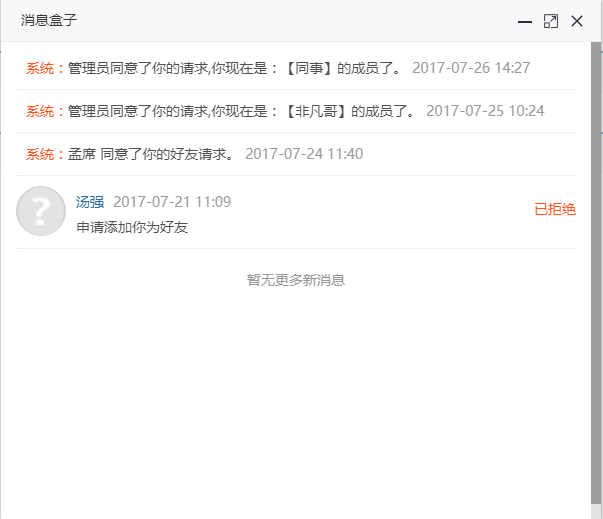 消息盒子
系统：管理员同意了你的请求,你现在是：【同事】的成员了。 2017-07-26 14:27
系统：管理员同意了你的请求,你现在是：【非凡哥】的成员了。 2017-07-25 10:24
系统：孟席 同意了你的好友请求。 2017-07-24 11:40
汤强 2017-07-21 11:09
已拒绝
申请添加你为好友
暂无更多新消息